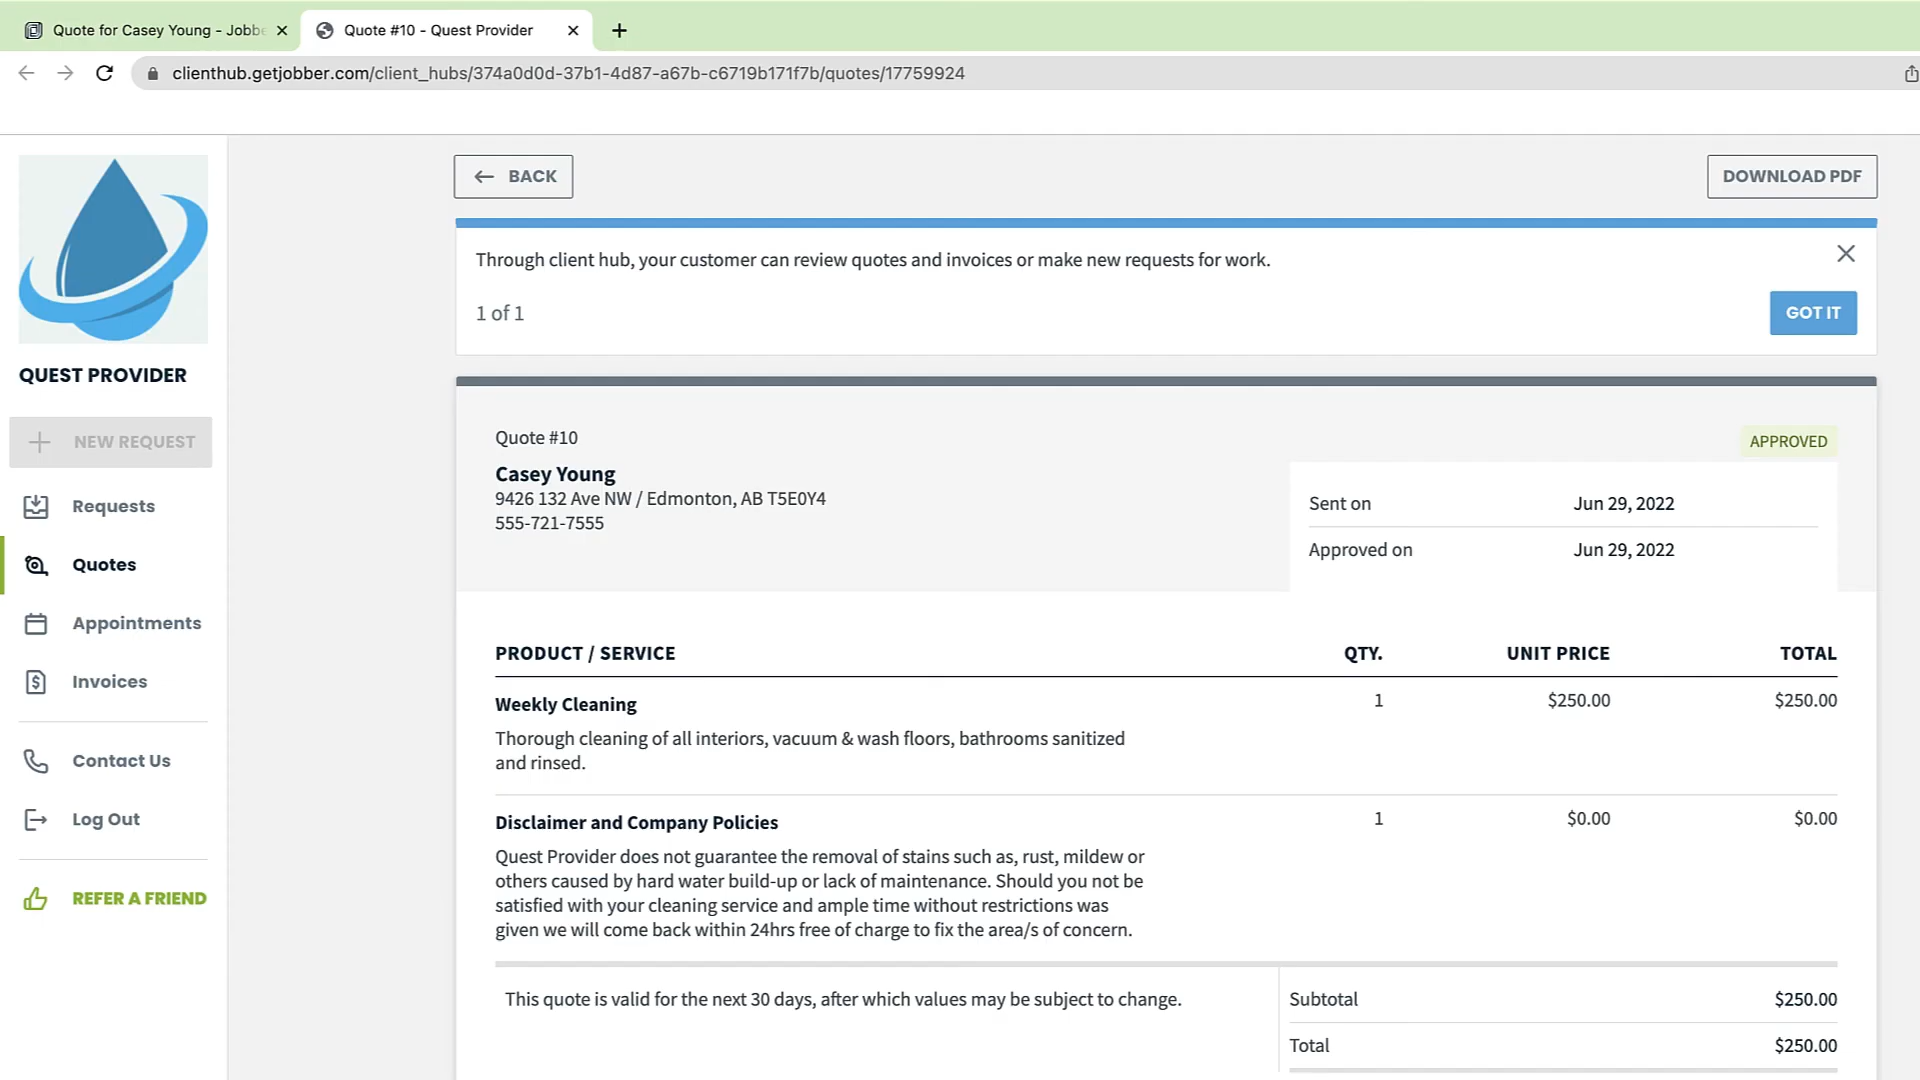 Quote for Casey Young - Jobbe
Quote #10 - Quest Provider
clienthub.getjobber.com/client_hubs/374a0d0d-37b1-4d87-a67b-c6719b171f7b/quotes/17759924
BACK
DOWNLOAD PDF
Through client hub, your customer can review quotes and invoices or make new requests for work.
1 of 1
GOT IT
QUEST PROVIDER
NEW REQUEST
Requests
Quotes
Appointments
Invoices
Contact Us
Log Out
REFER A FRIEND
Quote #10
APPROVED
Casey Young
9426 132 Ave NW / Edmonton, AB T5E0Y4
555-721-7555
Sent on Jun 29, 2022
Approved on Jun 29, 2022
PRODUCT / SERVICE QTY. UNIT PRICE TOTAL
Weekly Cleaning 1 $250.00 $250.00
Thorough cleaning of all interiors, vacuum & wash floors, bathrooms sanitized
and rinsed.
Disclaimer and Company Policies 1 $0.00 $0.00
Quest Provider does not guarantee the removal of stains such as, rust, mildew or
others caused by hard water build-up or lack of maintenance. Should you not be
satisfied with your cleaning service and ample time without restrictions was
given we will come back within 24hrs free of charge to fix the area/s of concern.
This quote is valid for the next 30 days, after which values may be subject to change.
Subtotal $250.00
Total $250.00